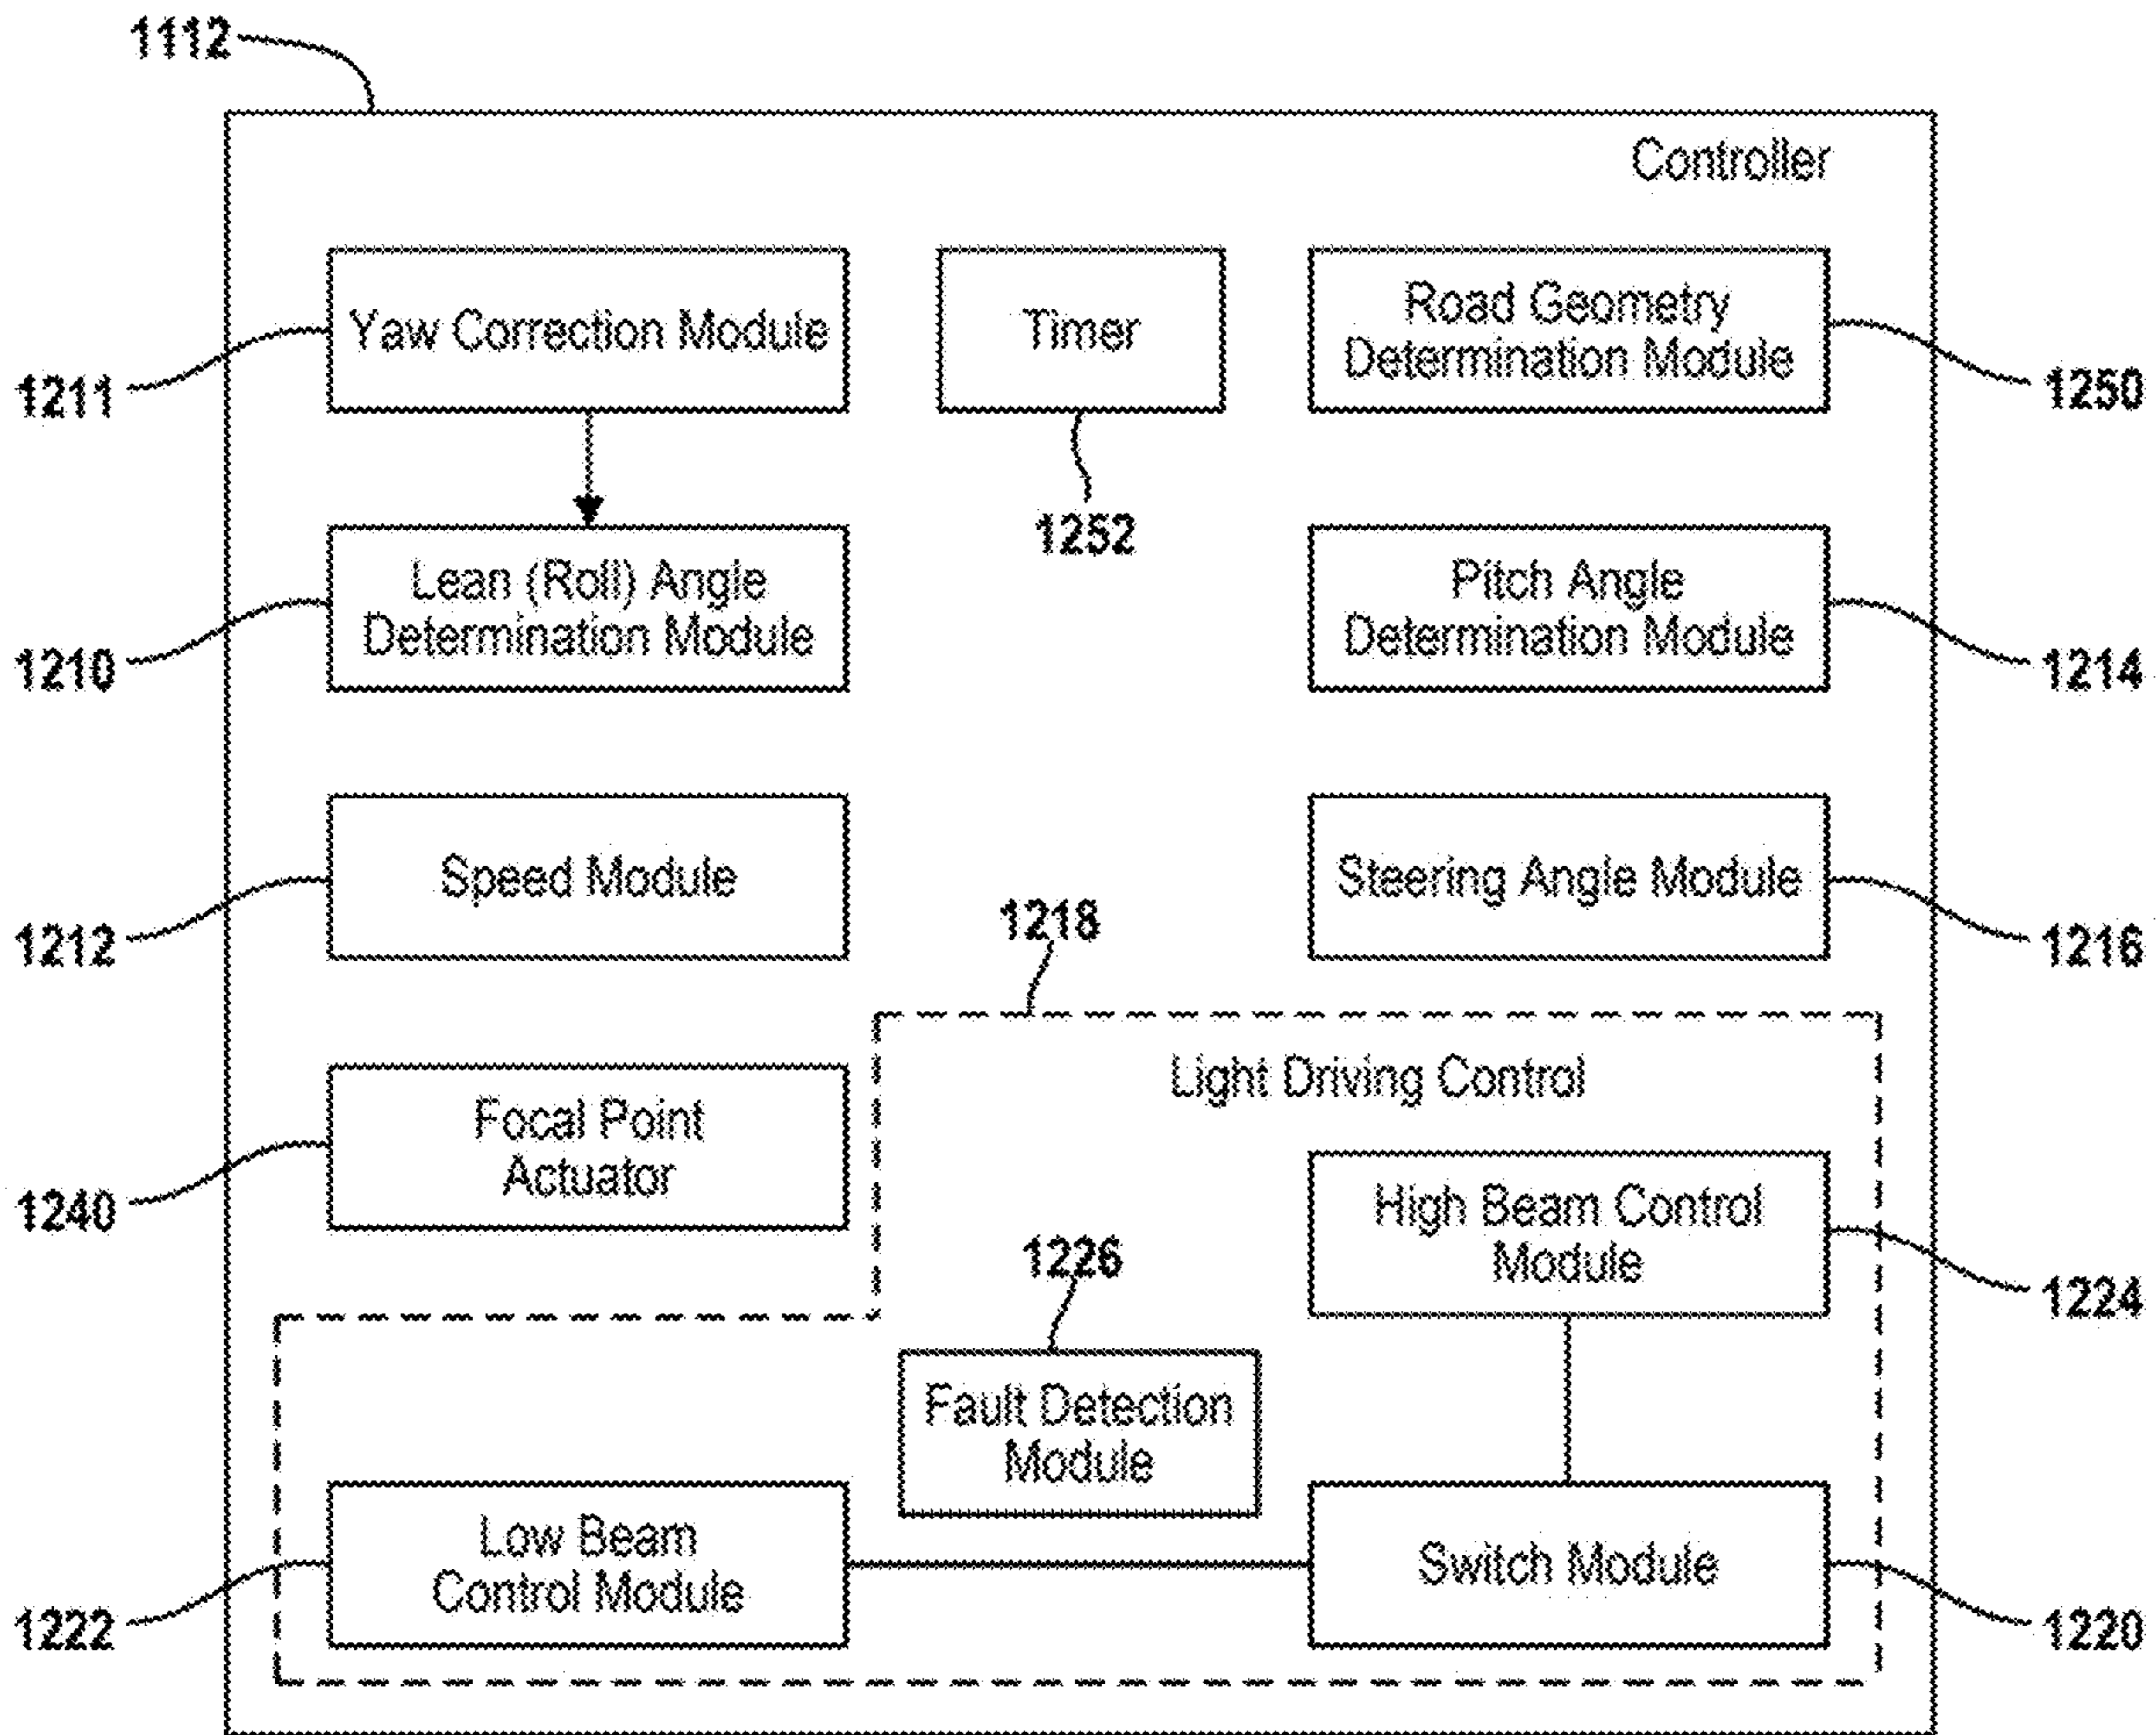 1112
Controller
Yaw Correction Module
Timer
Road Geometry
Determination Module
1211
1250
1252
Lean (Roll) Angle
Determination Module
Pitch Angle
Determination Module
1210
1214
Speed Module
Steering Angle Module
1212
1218
1216
Light Driving Control
Focal Point
Actuator
1240
High Beam Control
Module
1224
1226
Fault Detection
Module
Low Beam
Control Module
Switch Module
1222
1220